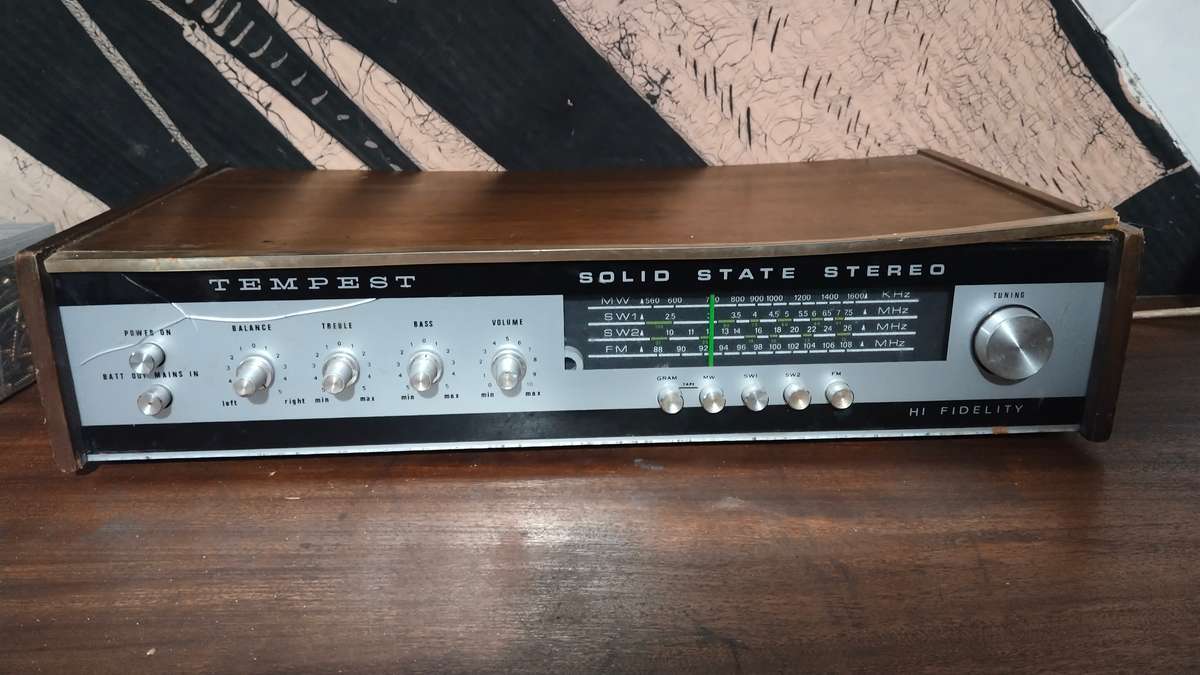 TEMPEST
SOLID STATE STEREO
MW 560 600 700 800 900 1000 1200 1400 1600 KHz
SW1 2.5 3.5 4 4.5 5 5.5 6 6.5 7 7.5 MHz
SW2 10 11 13 14 16 18 20 22 24 26 MHz
FM 88 90 92 94 96 98 100 102 104 106 108 MHz
TUNING
POWER ON
BATT OUT MAINS IN
BALANCE
left right
TREBLE
min max
BASS
min max
VOLUME
min max
GRAM TAPE MW SW1 SW2 FM
HI FIDELITY